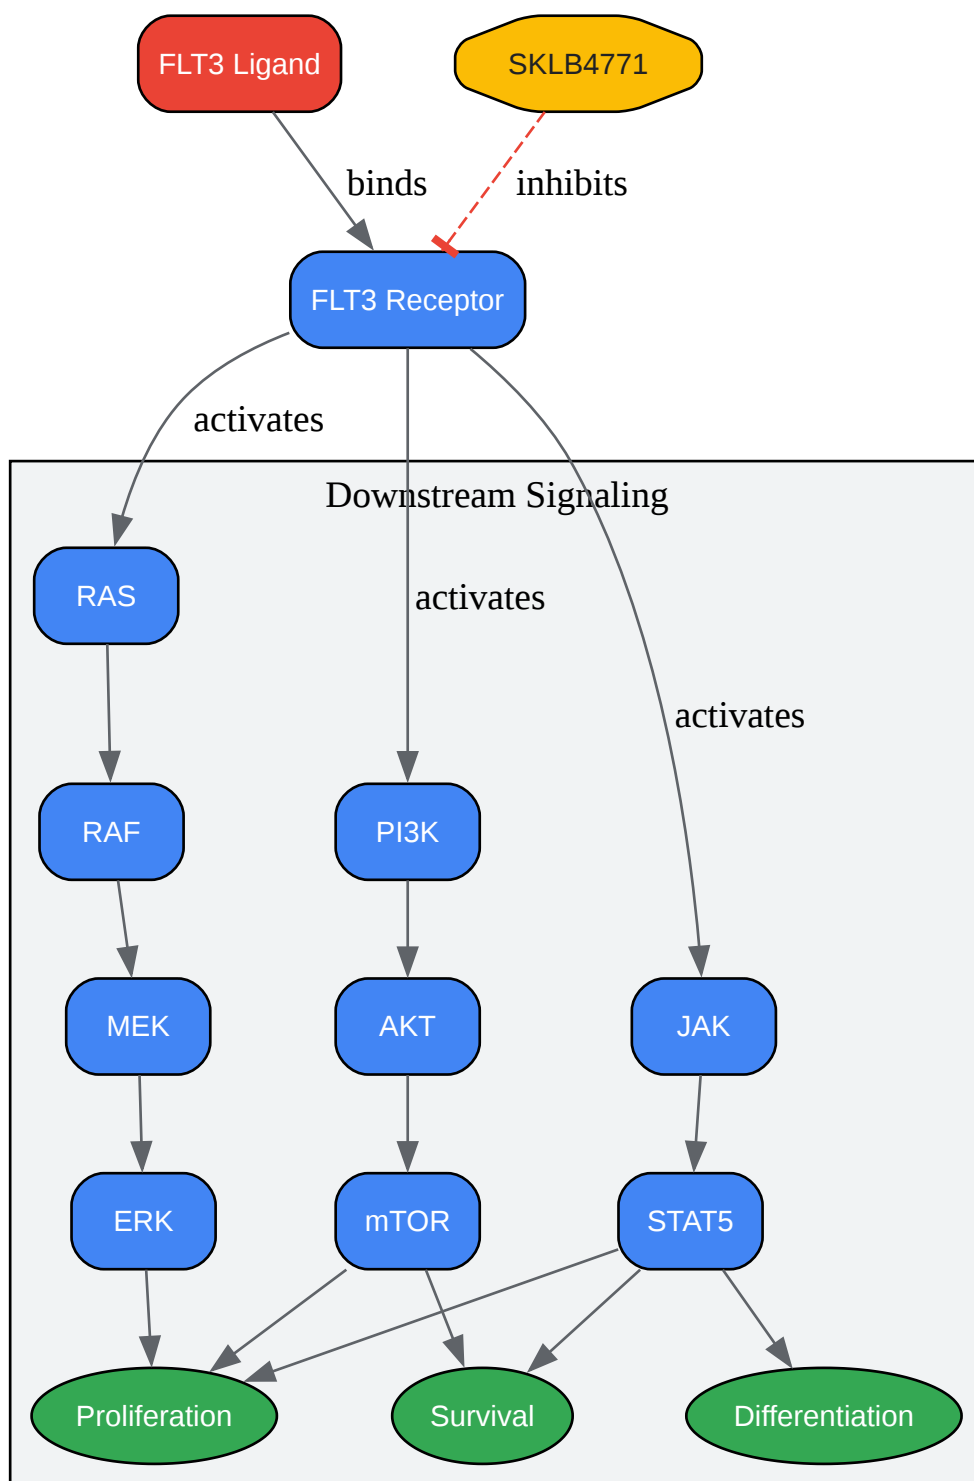 FLT3 Ligand
SKLB4771
binds
inhibits
FLT3 Receptor
activates
Downstream Signaling
RAS
activates
activates
RAF
PI3K
MEK
AKT
JAK
ERK
mTOR
STAT5
Proliferation
Survival
Differentiation